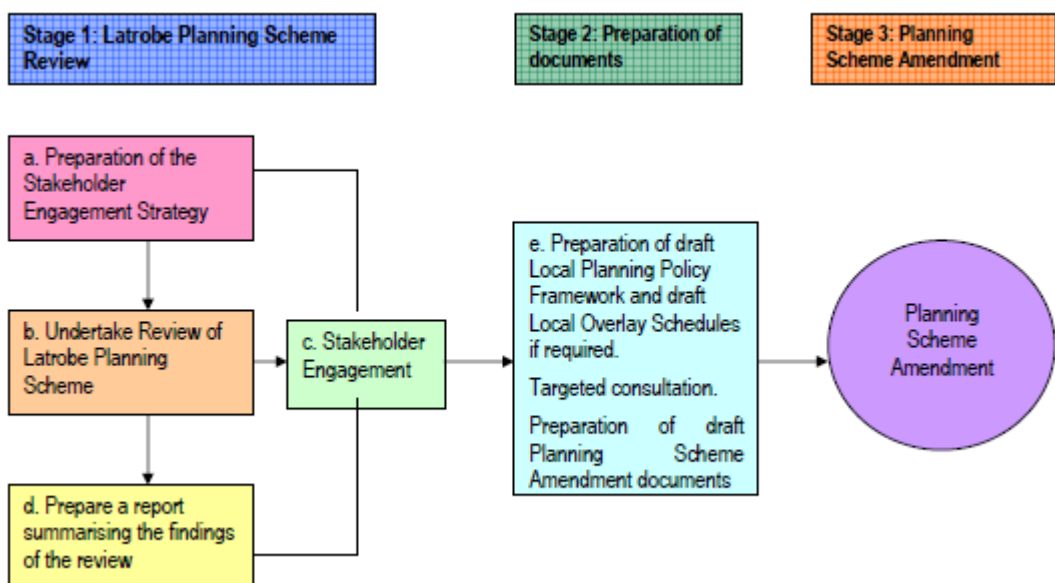 Stage 1: Latrobe Planning Scheme
Review
Stage 2: Preparation of
documents
Stage 3: Planning
Scheme Amendment
a. Preparation of the
Stakeholder
Engagement Strategy
b. Undertake Review of
Latrobe Planning
Scheme
c. Stakeholder
Engagement
d. Prepare a report
summarising the findings
of the review
e. Preparation of draft
Local Planning Policy
Framework and draft
Local Overlay Schedules
if required.
Targeted consultation.
Preparation of draft
Planning Scheme
Amendment documents
Planning
Scheme
Amendment